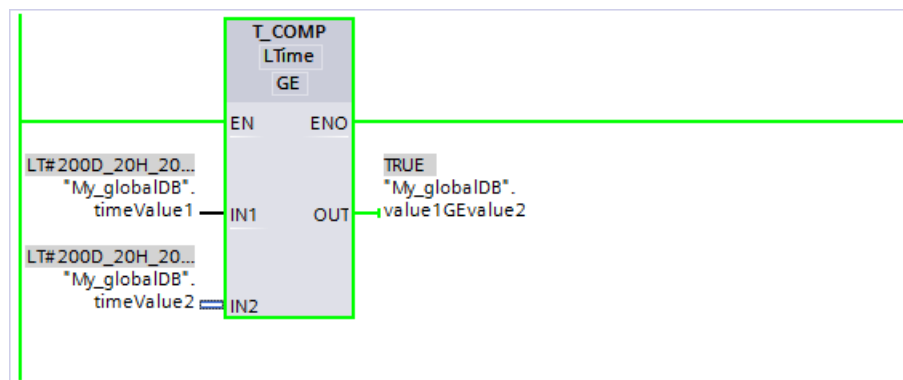 T_COMP
LTime
GE
EN ENO
LT#200D_20H_20...
"My_globalDB".
timeValue1
IN1
OUT
TRUE
"My_globalDB".
value1GEvalue2
LT#200D_20H_20...
"My_globalDB".
timeValue2
IN2